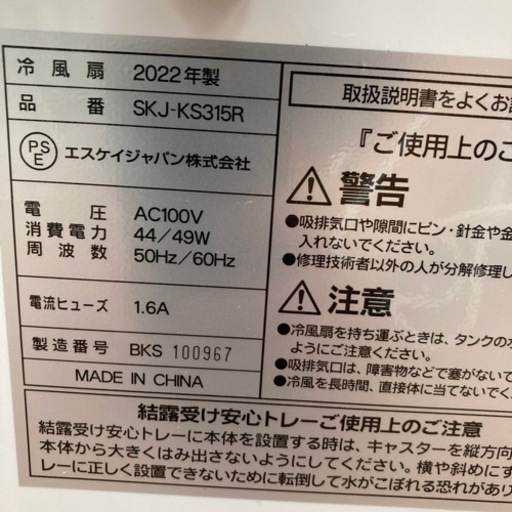 冷風扇 2022年製
品番 SKJ-KS315R
PSE エスケイジャパン株式会社
電圧 AC100V
消費電力 44/49W
周波数 50Hz/60Hz
電流ヒューズ 1.6A
製造番号 BKS 100967
MADE IN CHINA
取扱説明書をよくお
『ご使用上のご
警告
●吸排気口や隙間にピン・針金や金
入れないでください。
●修理技術者以外の人が分解修理し
注意
●冷風扇を持ち運ぶときは、タンクの水
ようにご注意ください。
●吸排気口は、障害物などで塞がないで
●冷風を長時間、直接体に当てないでく
結露受け安心トレーご使用上のご注意
結露受け安心トレーに本体を設置する時は、キャスターを縦方向
本体から大きくはみ出さないようにしてください。横や斜めにす
レーに正しく設置できないために転倒して水がこぼれる恐れがあり